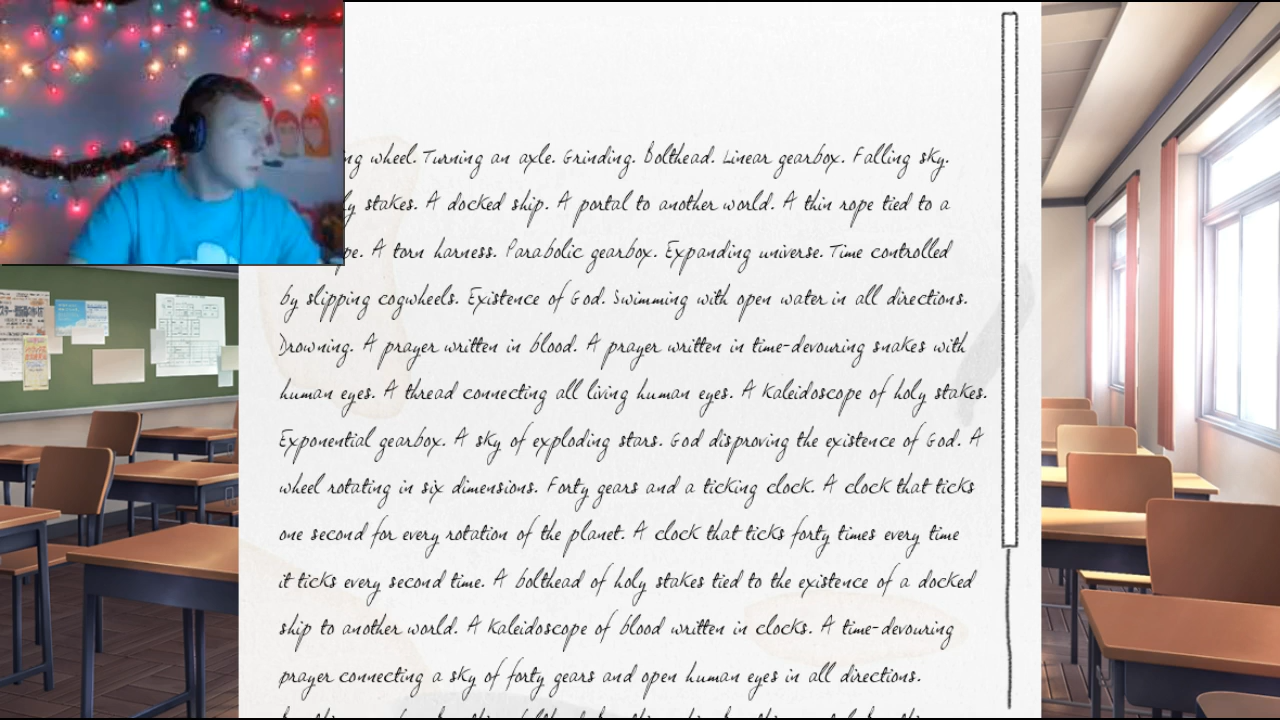 wheel. Turning an axle. Grinding. Bolthead. Linear gearbox. Falling sky.
stakes. A docked ship. A portal to another world. A thin rope tied to a
A torn harness. Parabolic gearbox. Expanding universe. Time controlled
by slipping cogwheels. Existence of God. Swimming with open water in all directions.
Drowning. A prayer written in blood. A prayer written in time-devouring snakes with
human eyes. A thread connecting all living human eyes. A kaleidoscope of holy stakes.
Exponential gearbox. A sky of exploding stars. God disproving the existence of God. A
wheel rotating in six dimensions. Forty gears and a ticking clock. A clock that ticks
one second for every rotation of the planet. A clock that ticks forty times every time
it ticks every second time. A bolthead of holy stakes tied to the existence of a docked
ship to another world. A kaleidoscope of blood written in clocks. A time-devouring
prayer connecting a sky of forty gears and open human eyes in all directions.